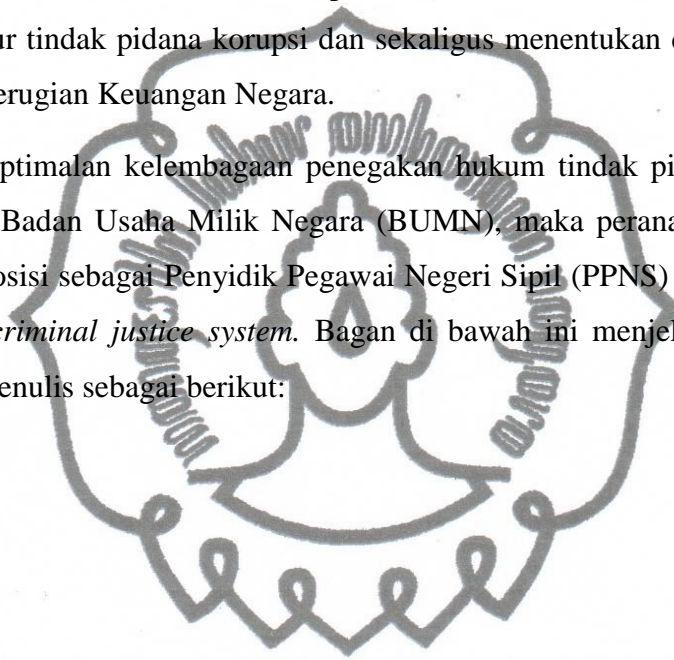 ur tindak pidana korupsi dan sekaligus menentukan
erugian Keuangan Negara.
ptimalan kelembagaan penegakan hukum tindak pi
Badan Usaha Milik Negara (BUMN), maka perana
osisi sebagai Penyidik Pegawai Negeri Sipil (PPNS)
criminal justice system. Bagan di bawah ini menjel
enulis sebagai berikut: